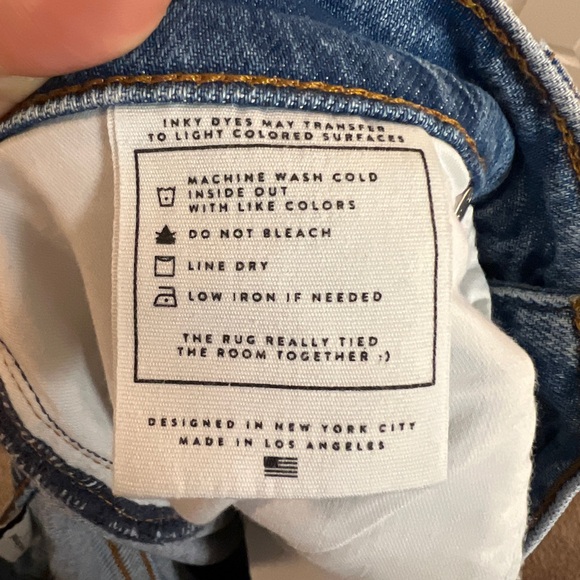 INKY DYES MAY TRANSFER
TO LIGHT COLORED SURFACES
MACHINE WASH COLD
INSIDE OUT
WITH LIKE COLORS
DO NOT BLEACH
LINE DRY
LOW IRON IF NEEDED
THE RUG REALLY TIED
THE ROOM TOGETHER ;)
DESIGNED IN NEW YORK CITY
MADE IN LOS ANGELES